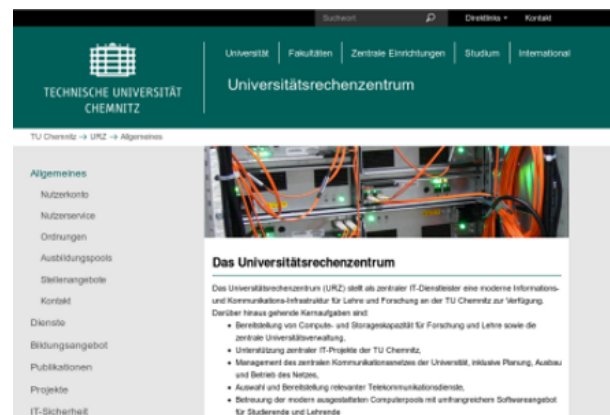 Suchwort Direktlinks Kontakt
Universität Fakultäten Zentrale Einrichtungen Studium International
Universitätsrechenzentrum
TECHNISCHE UNIVERSITÄT
CHEMNITZ
TU Chemnitz → URZ → Allgemeines
Allgemeines
Nutzerkonto
Nutzerservice
Ordnungen
Ausbildungspools
Stellenangebote
Kontakt
Dienste
Bildungsangebot
Publikationen
Projekte
IT-Sicherheit
Das Universitätsrechenzentrum
Das Universitätsrechenzentrum (URZ) stellt als zentraler IT-Dienstleister eine moderne Informations-
und Kommunikations-Infrastruktur für Lehre und Forschung an der TU Chemnitz zur Verfügung.
Darüber hinaus gehende Kernaufgaben sind:
• Bereitstellung von Compute- und Storagekapazität für Forschung und Lehre sowie die
zentrale Universitätsverwaltung,
• Unterstützung zentraler IT-Projekte der TU Chemnitz,
• Management des zentralen Kommunikationsnetzes der Universität, inklusive Planung, Ausbau
und Betrieb des Netzes,
• Auswahl und Bereitstellung relevanter Telekommunikationsdienste,
• Betreuung der modern ausgestatteten Computerpools mit umfangreichem Softwareangebot
für Studierende und Lehrende